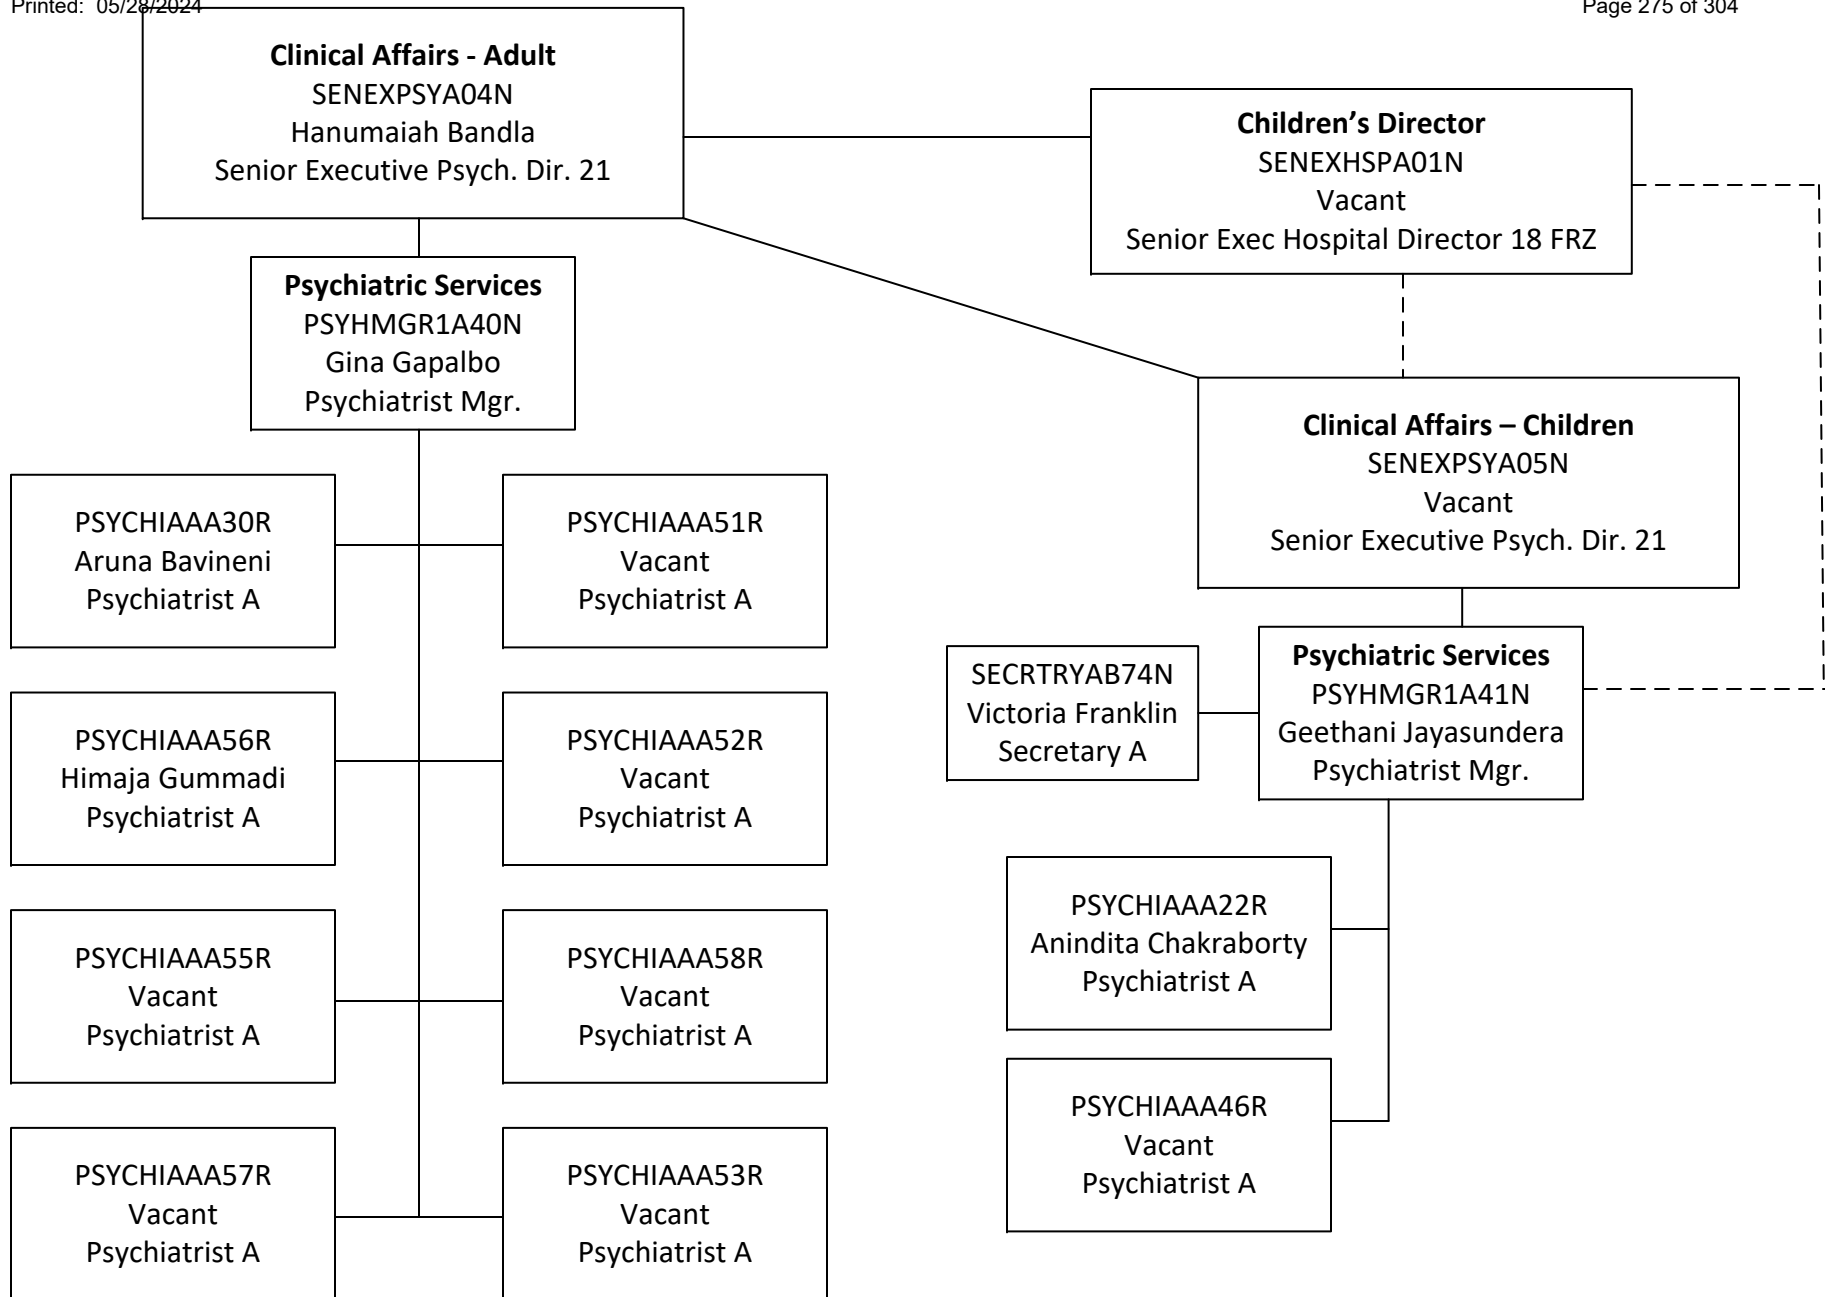 Printed: 05/28/2024
Page 275 of 304
Clinical Affairs - Adult
SENEXPSYA04N
Hanumaiah Bandla
Senior Executive Psych. Dir. 21
Children’s Director
SENEXHSPA01N
Vacant
Senior Exec Hospital Director 18 FRZ
Psychiatric Services
PSYHMGR1A40N
Gina Gapalbo
Psychiatrist Mgr.
Clinical Affairs – Children
SENEXPSYA05N
Vacant
Senior Executive Psych. Dir. 21
PSYCHIAAA30R
Aruna Bavineni
Psychiatrist A
PSYCHIAAA51R
Vacant
Psychiatrist A
SECRTRYAB74N
Victoria Franklin
Secretary A
Psychiatric Services
PSYHMGR1A41N
Geethani Jayasundera
Psychiatrist Mgr.
PSYCHIAAA56R
Himaja Gummadi
Psychiatrist A
PSYCHIAAA52R
Vacant
Psychiatrist A
PSYCHIAAA22R
Anindita Chakraborty
Psychiatrist A
PSYCHIAAA55R
Vacant
Psychiatrist A
PSYCHIAAA58R
Vacant
Psychiatrist A
PSYCHIAAA46R
Vacant
Psychiatrist A
PSYCHIAAA57R
Vacant
Psychiatrist A
PSYCHIAAA53R
Vacant
Psychiatrist A